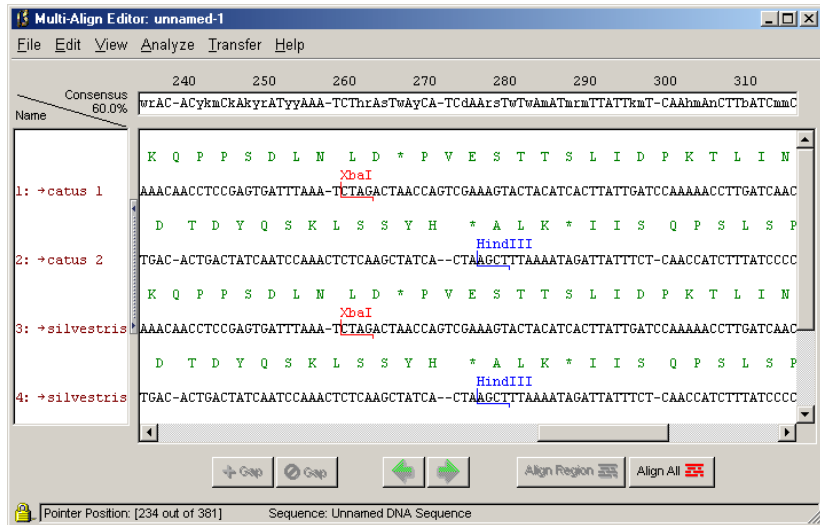 Multi-Align Editor: unnamed-1
File Edit View Analyze Transfer Help
240 250 260 270 280 290 300 310
Consensus
60.0%
Name
wrAC-ACykmCkAkyrATyyAAA-TCThrAsTwAyCA-TCdAArsTwTwAmATmrmTTATTkmT-CAAhmAnCTTbATCmmC
K Q P P S D L N L D * P V E S T T S L I D P K T L I N
XbaI
1: →catus 1 AAACAACCTCCGAGTGATTTAAA-TCTAGACTAACCAGTCGAAAGTACTACATCACTTATTGATCCAAAAACCTTGATCAAC
D T D Y Q S K L S S Y H * A L K * I I S Q P S L S P
HindIII
2: →catus 2 TGAC-ACTGACTATCAATCCAAACTCTCAAGCTATCA--CTAAGCTTTAAAATAGATTATTTCT-CAACCATCTTTATCCCC
K Q P P S D L N L D * P V E S T T S L I D P K T L I N
XbaI
3: →silvestris AAACAACCTCCGAGTGATTTAAA-TCTAGACTAACCAGTCGAAAGTACTACATCACTTATTGATCCAAAAACCTTGATCAAC
D T D Y Q S K L S S Y H * A L K * I I S Q P S L S P
HindIII
4: →silvestris TGAC-ACTGACTATCAATCCAAACTCTCAAGCTATCA--CTAAGCTTTAAAATAGATTATTTCT-CAACCATCTTTATCCCC
Gap Gap Align Region Align All
Pointer Position: [234 out of 381] Sequence: Unnamed DNA Sequence